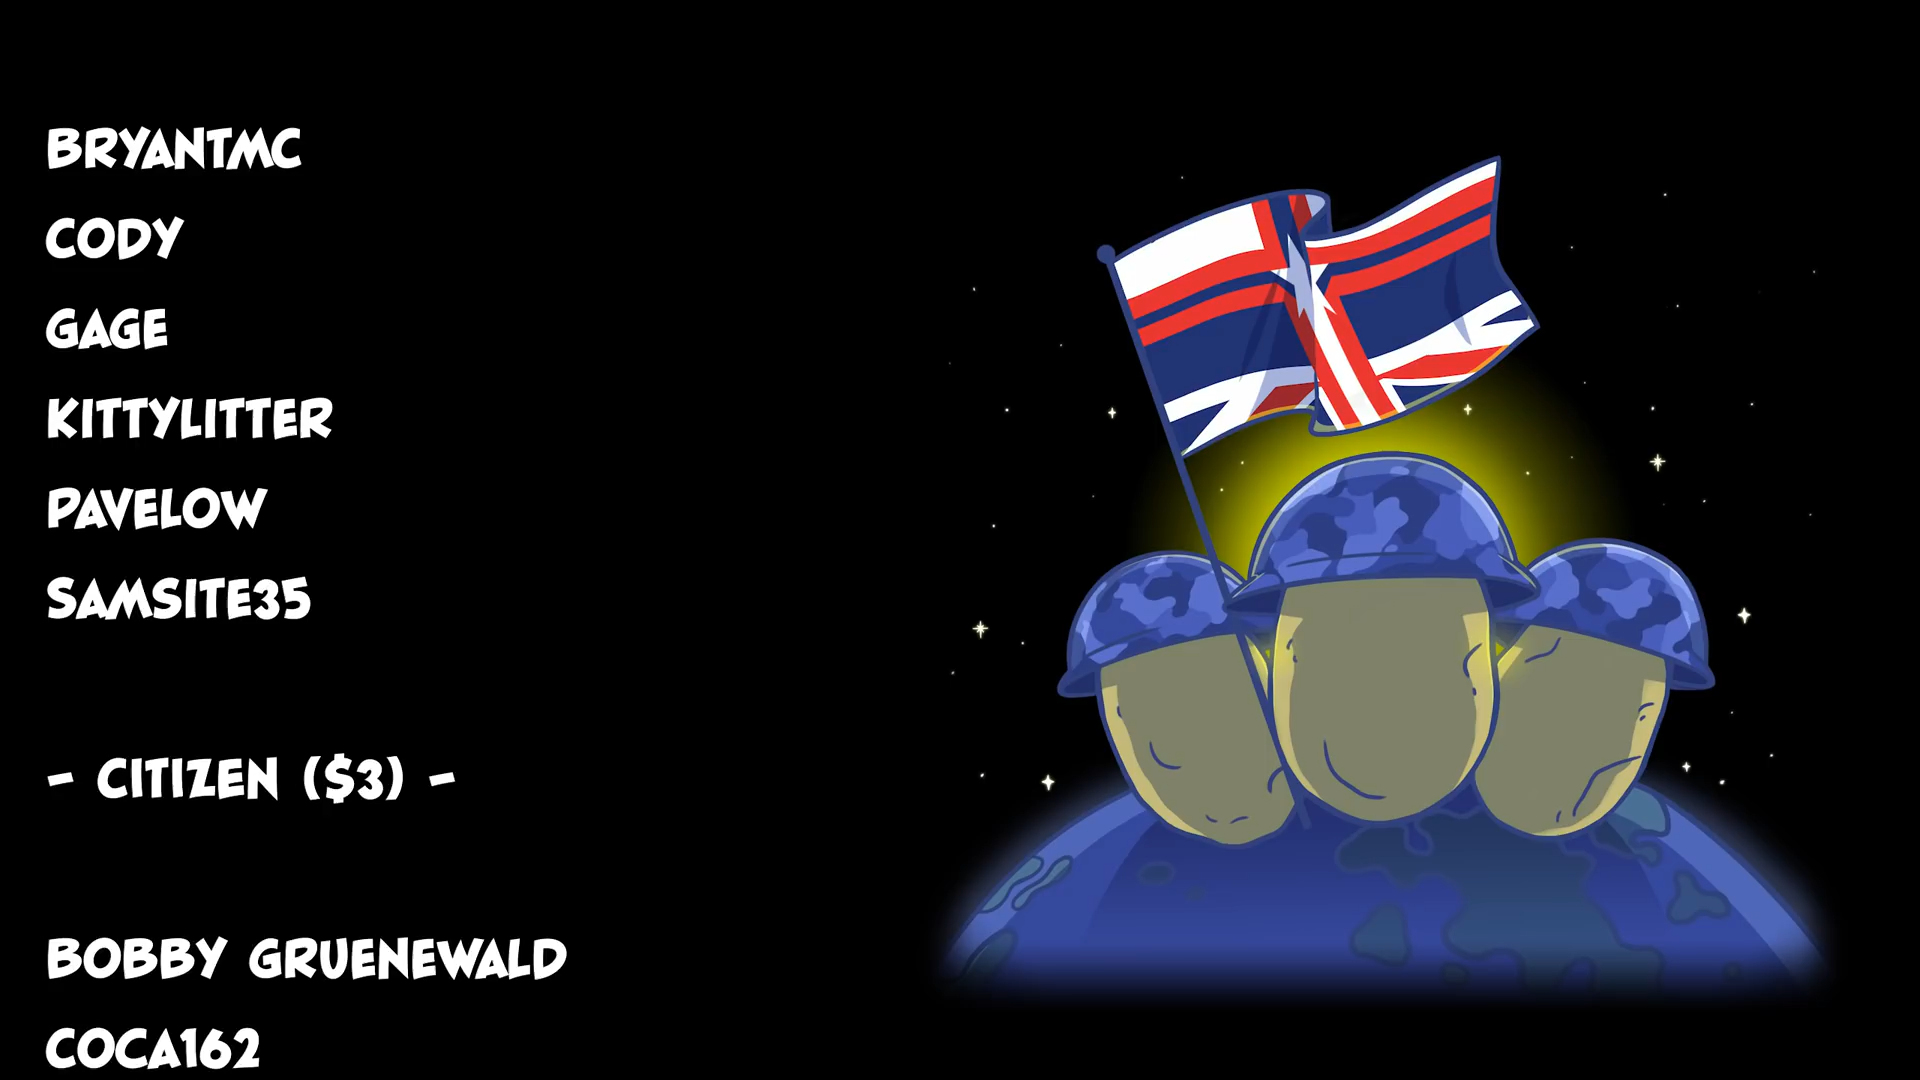 BRYANTMC
CODY
GAGE
KITTYLITTER
PAVELOW
SAMSITE35
- CITIZEN ($3) -
BOBBY GRUENEWALD
COCA162